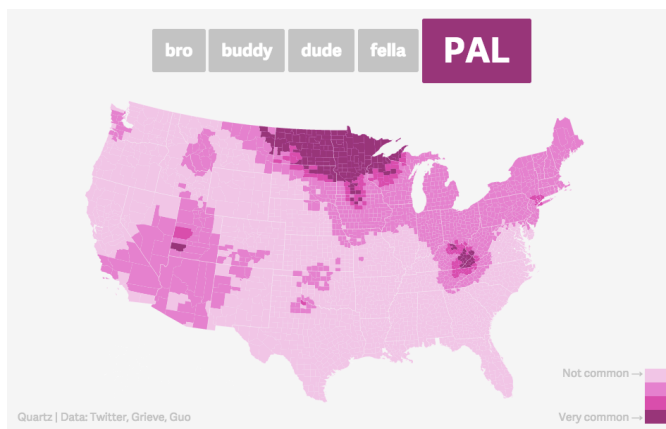 bro buddy dude fella PAL
Not common →
Quartz | Data: Twitter, Grieve, Guo
Very common →